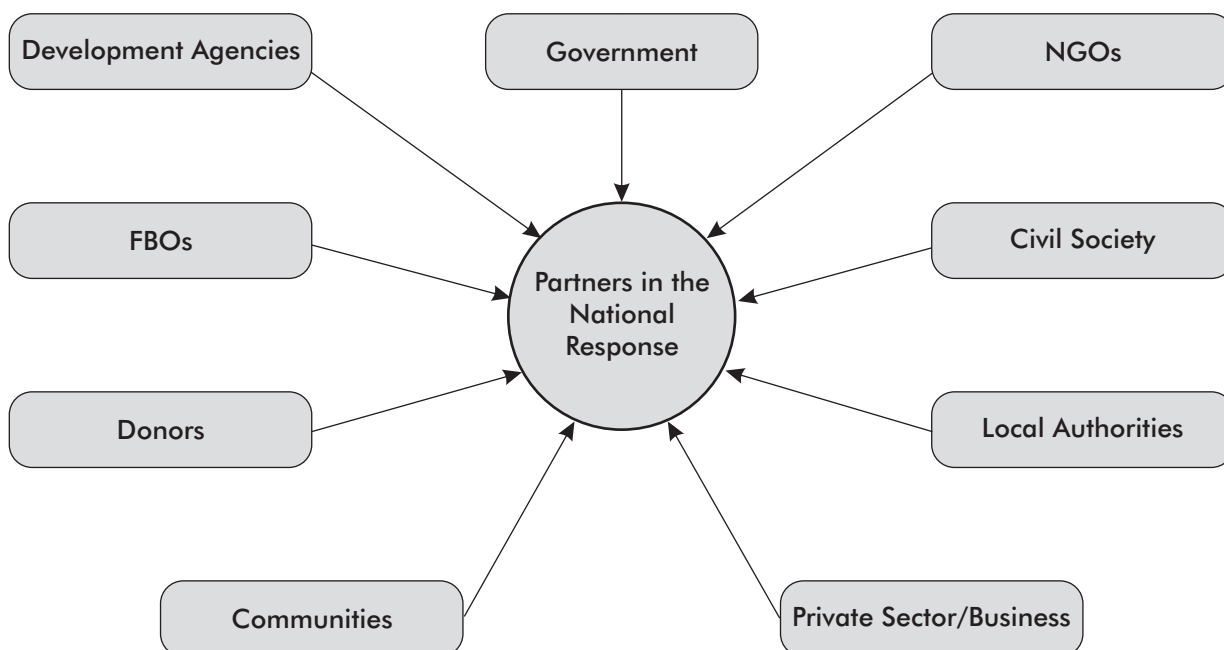 Development Agencies
Government
NGOs
FBOs
Civil Society
Partners in the
National
Response
Donors
Local Authorities
Communities
Private Sector/Business